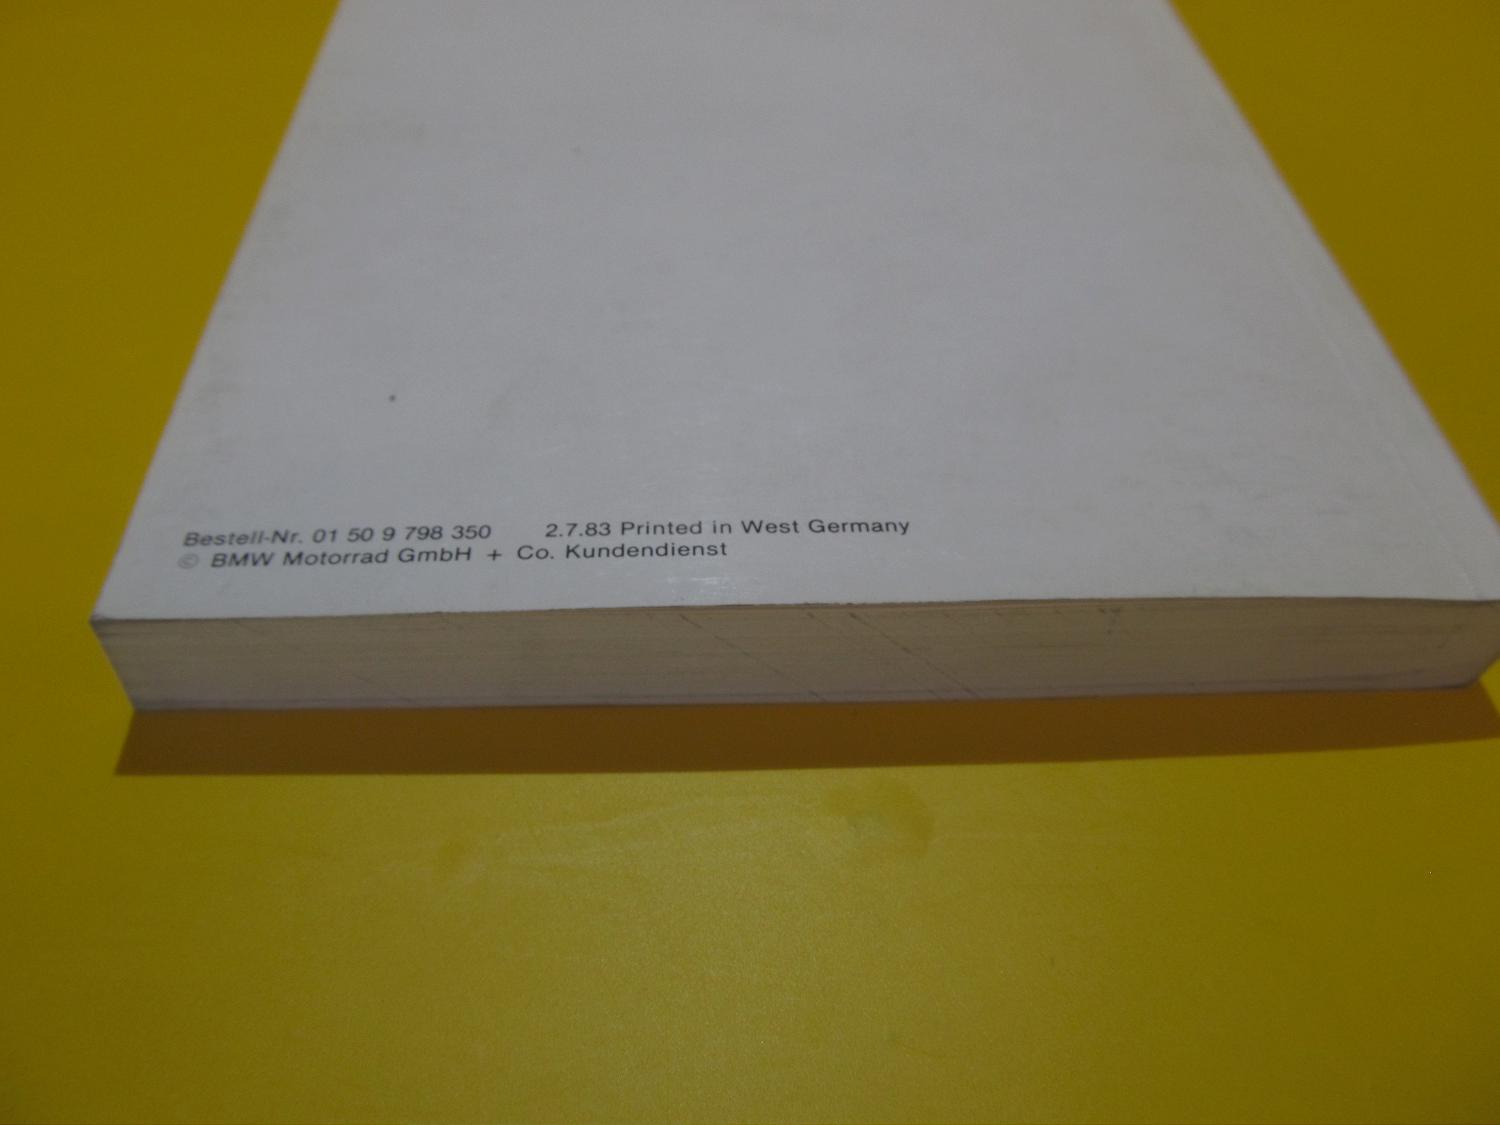 Bestell-Nr. 01 50 9 798 350 2.7.83 Printed in West Germany
© BMW Motorrad GmbH + Co. Kundendienst